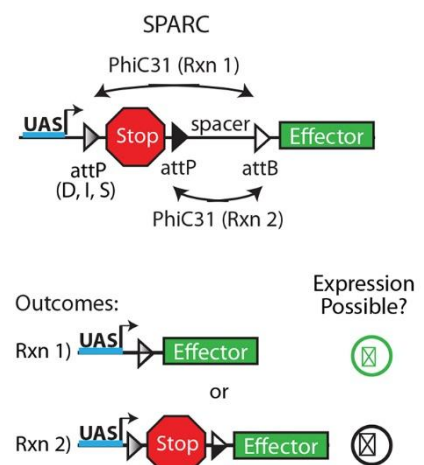 SPARC
PhiC31 (Rxn 1)
UAS
Stop
spacer
Effector
attP
(D, I, S)
attP
attB
PhiC31 (Rxn 2)
Outcomes:
Expression
Possible?
Rxn 1)
UAS
Effector
or
Rxn 2)
UAS
Stop
Effector